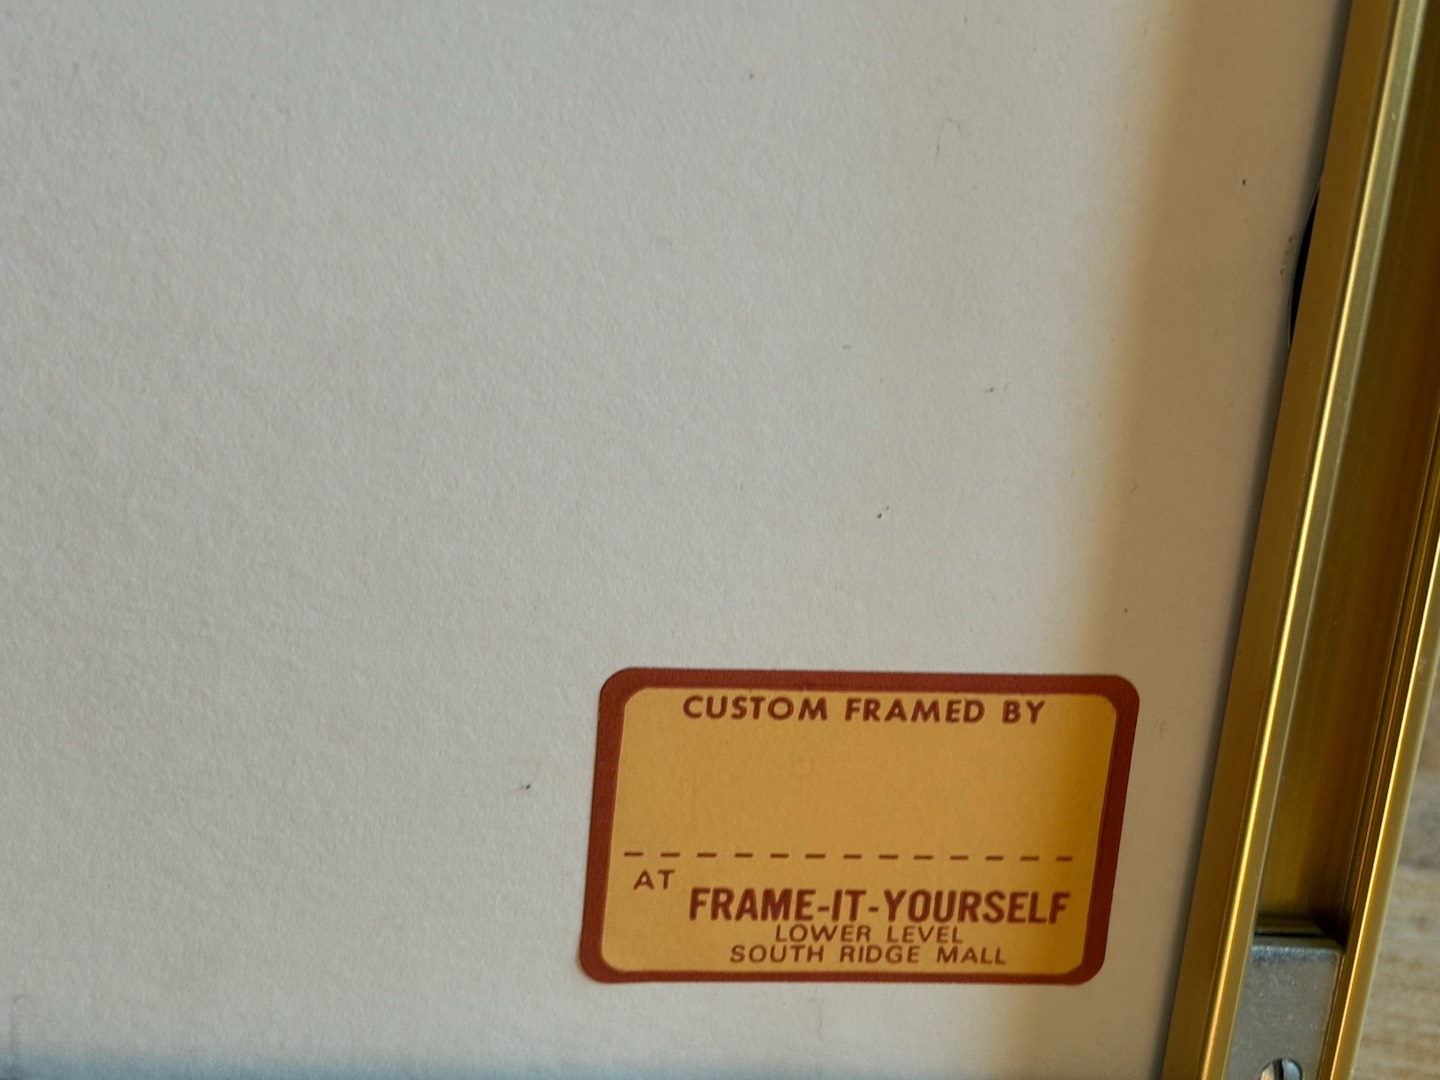 CUSTOM FRAMED BY
AT
FRAME-IT-YOURSELF
LOWER LEVEL
SOUTH RIDGE MALL